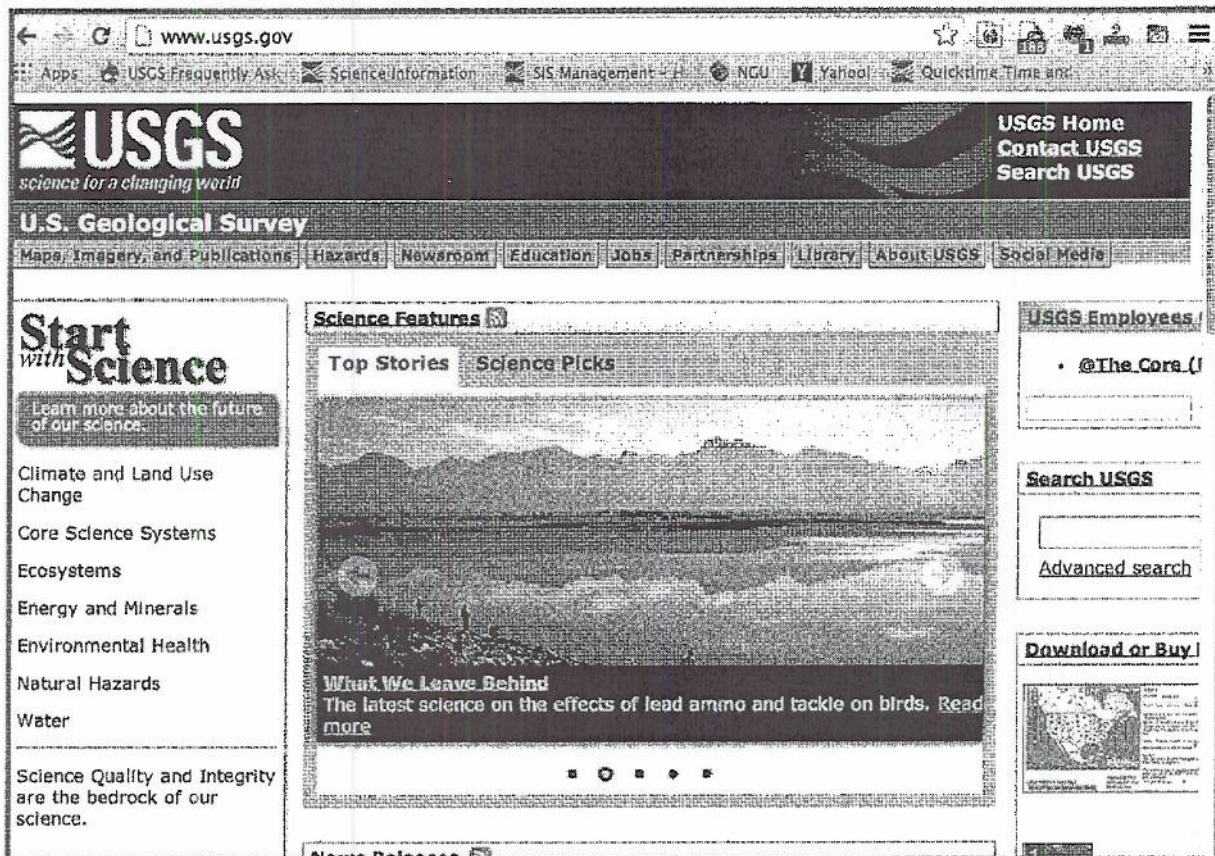 www.usgs.gov
188
1
Apps USGS Frequently Ask Science Information SIS Management - H NGU Yahoo! Quicktime Time and
USGS
science for a changing world
USGS Home
Contact USGS
Search USGS
U.S. Geological Survey
Maps, Imagery, and Publications Hazards Newsroom Education Jobs Partnerships Library About USGS Social Media
Start
with Science
Learn more about the future
of our science.
Climate and Land Use
Change
Core Science Systems
Ecosystems
Energy and Minerals
Environmental Health
Natural Hazards
Water
Science Quality and Integrity
are the bedrock of our
science.
Science Features
Top Stories Science Picks
What We Leave Behind
The latest science on the effects of lead ammo and tackle on birds. Read
more
News Releases
USGS Employees
@The Core (
Search USGS
Advanced search
Download or Buy